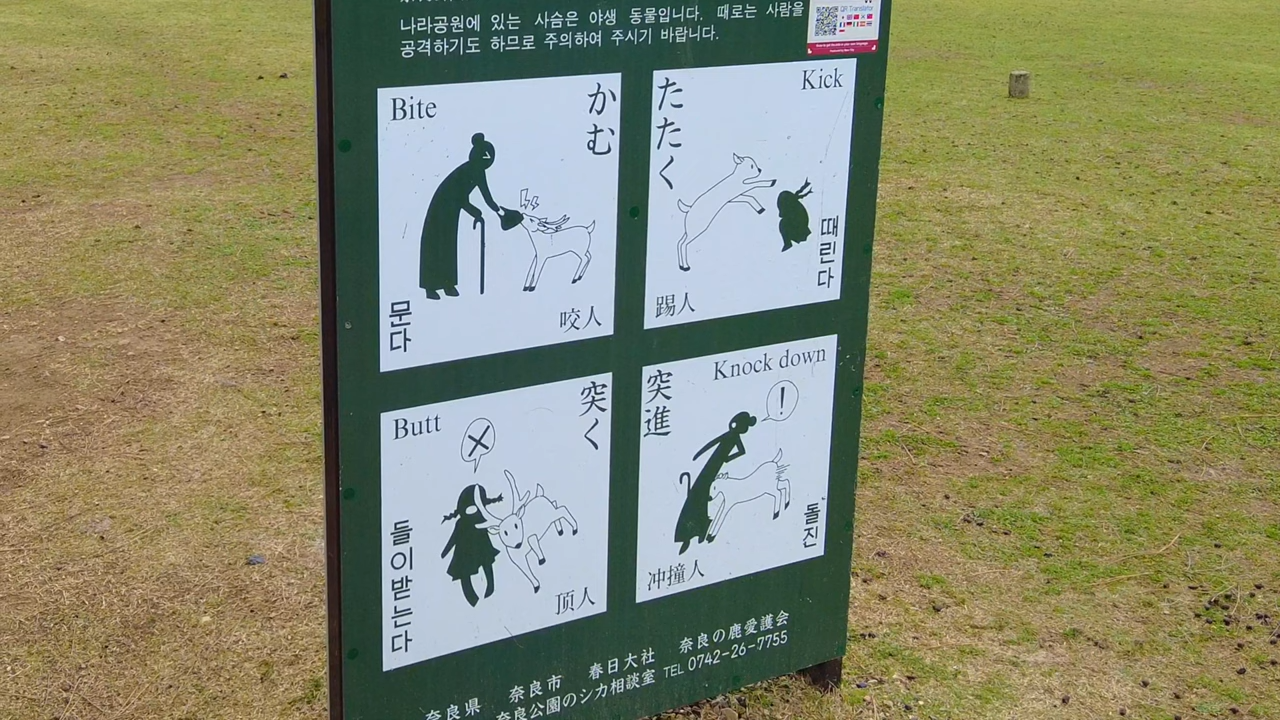 나라공원에 있는 사슴은 야생 동물입니다. 때로는 사람을
공격하기도 하므로 주의하여 주시기 바랍니다.
QR Translator
Bite
かむ
문다
咬人
Kick
たたく
때린다
踢人
Butt
突く
들이받는다
顶人
Knock down
突進
돌진
冲撞人
!
奈良県 奈良市 春日大社 奈良の鹿愛護会
奈良公園のシカ相談室 TEL 0742-26-7755